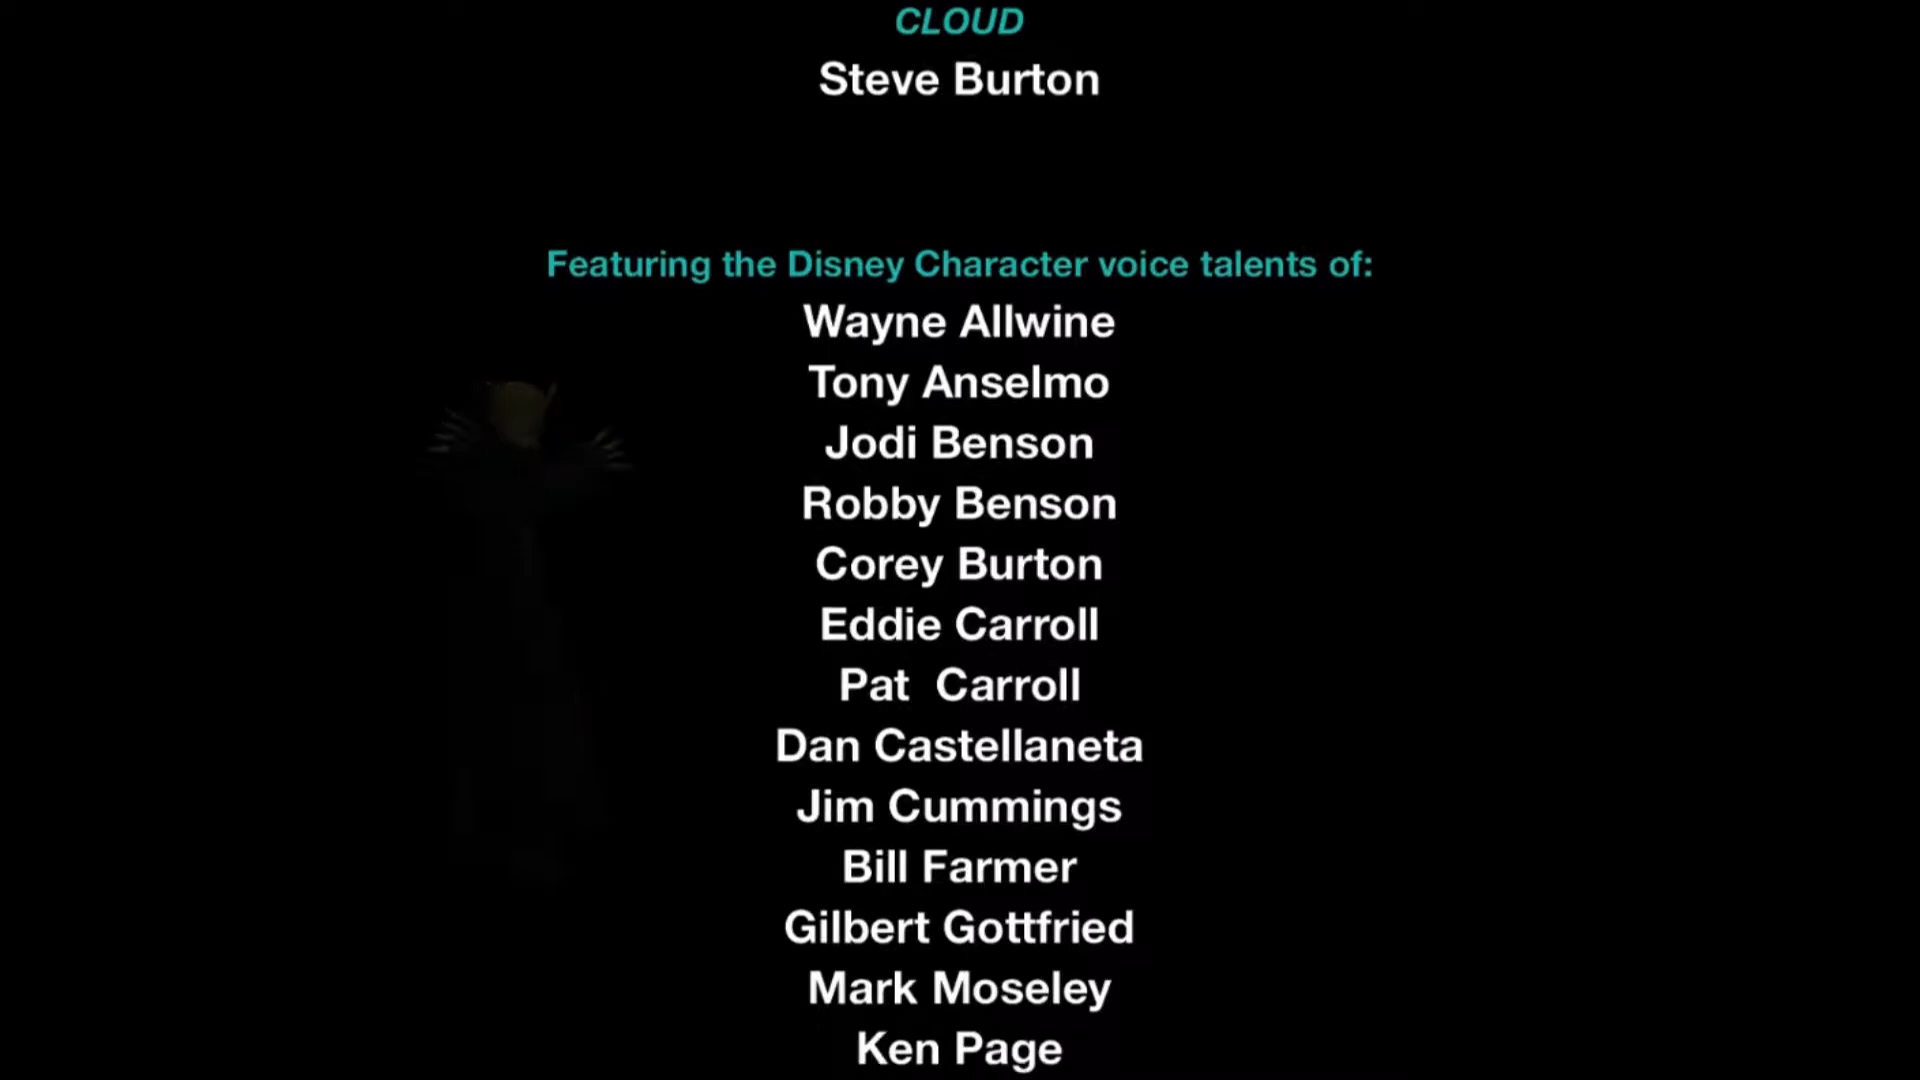 CLOUD
Steve Burton
Featuring the Disney Character voice talents of:
Wayne Allwine
Tony Anselmo
Jodi Benson
Robby Benson
Corey Burton
Eddie Carroll
Pat  Carroll
Dan Castellaneta
Jim Cummings
Bill Farmer
Gilbert Gottfried
Mark Moseley
Ken Page